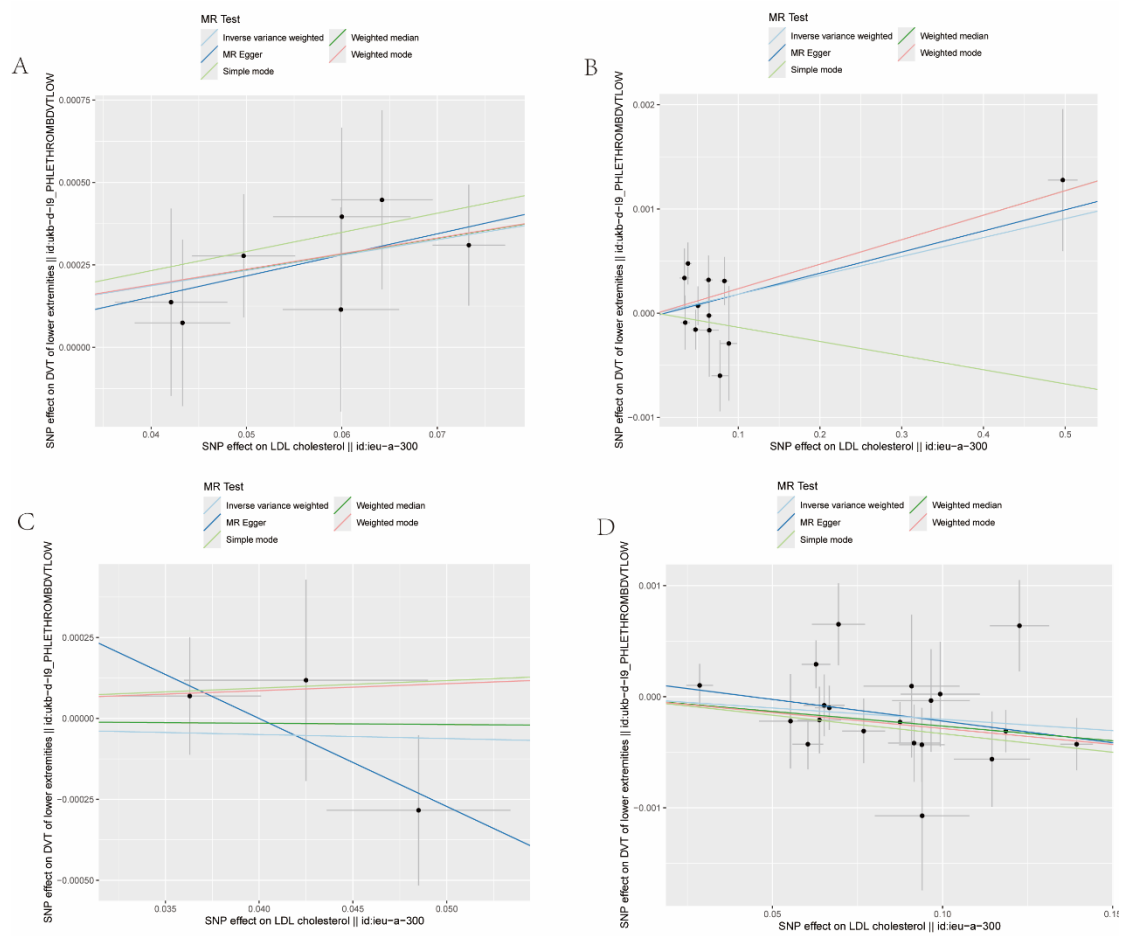 A
MR Test
Inverse variance weighted
Weighted median
MR Egger
Weighted mode
Simple mode
SNP effect on DVT of lower extremities || id:ukb−d−I9_PHLETHROMBDVTLOW
0.00075
0.00050
0.00025
0.00000
0.04
0.05
0.06
0.07
SNP effect on LDL cholesterol || id:ieu−a−300
B
MR Test
Inverse variance weighted
Weighted median
MR Egger
Weighted mode
Simple mode
SNP effect on DVT of lower extremities || id:ukb−d−I9_PHLETHROMBDVTLOW
0.002
0.001
0.000
−0.001
0.1
0.2
0.3
0.4
0.5
SNP effect on LDL cholesterol || id:ieu−a−300
C
MR Test
Inverse variance weighted
Weighted median
MR Egger
Weighted mode
Simple mode
SNP effect on DVT of lower extremities || id:ukb−d−I9_PHLETHROMBDVTLOW
0.00025
0.00000
−0.00025
−0.00050
0.035
0.040
0.045
0.050
SNP effect on LDL cholesterol || id:ieu−a−300
D
MR Test
Inverse variance weighted
Weighted median
MR Egger
Weighted mode
Simple mode
SNP effect on DVT of lower extremities || id:ukb−d−I9_PHLETHROMBDVTLOW
0.001
0.000
−0.001
0.05
0.10
0.15
SNP effect on LDL cholesterol || id:ieu−a−300